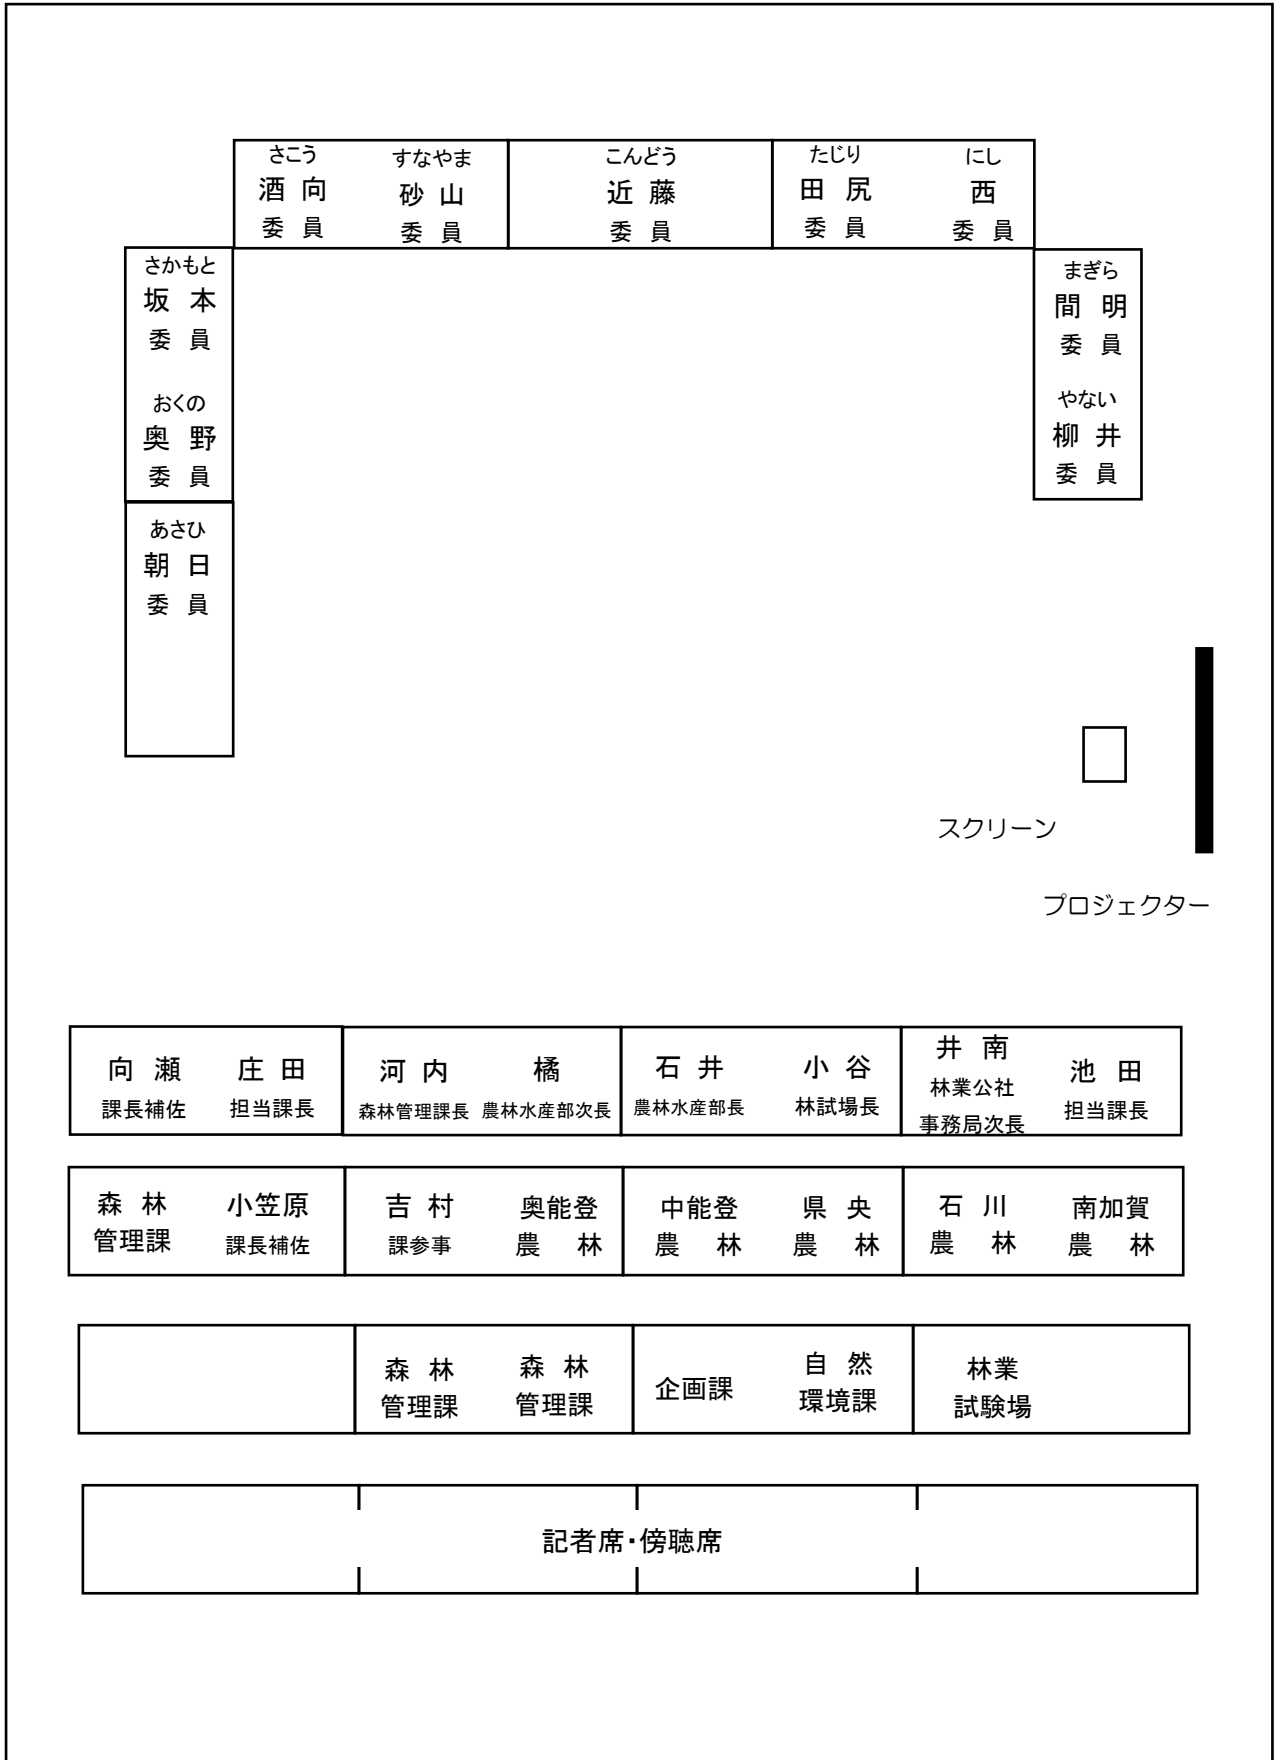 さこう すなやま こんどう たじり にし
酒 向 砂 山 近 藤 田 尻 西
委 員 委 員 委 員 委 員 委 員
さかもと まぎら
坂 本 間 明
委 員 委 員
おくの やない
奥 野 柳 井
委 員 委 員
あさひ
朝 日
委 員
スクリーン
プロジェクター
向 瀬 庄 田 河 内 橘 石 井 小 谷 井 南 池 田
課長補佐 担当課長 森林管理課長 農林水産部次長 農林水産部長 林試場長 林業公社 担当課長
事務局次長
森 林 小笠原 吉 村 奥能登 中能登 県 央 石 川 南加賀
管理課 課長補佐 課参事 農 林 農 林 農 林 農 林 農 林
森 林 森 林 企画課 自 然 林業
管理課 管理課 環境課 試験場
記者席・傍聴席